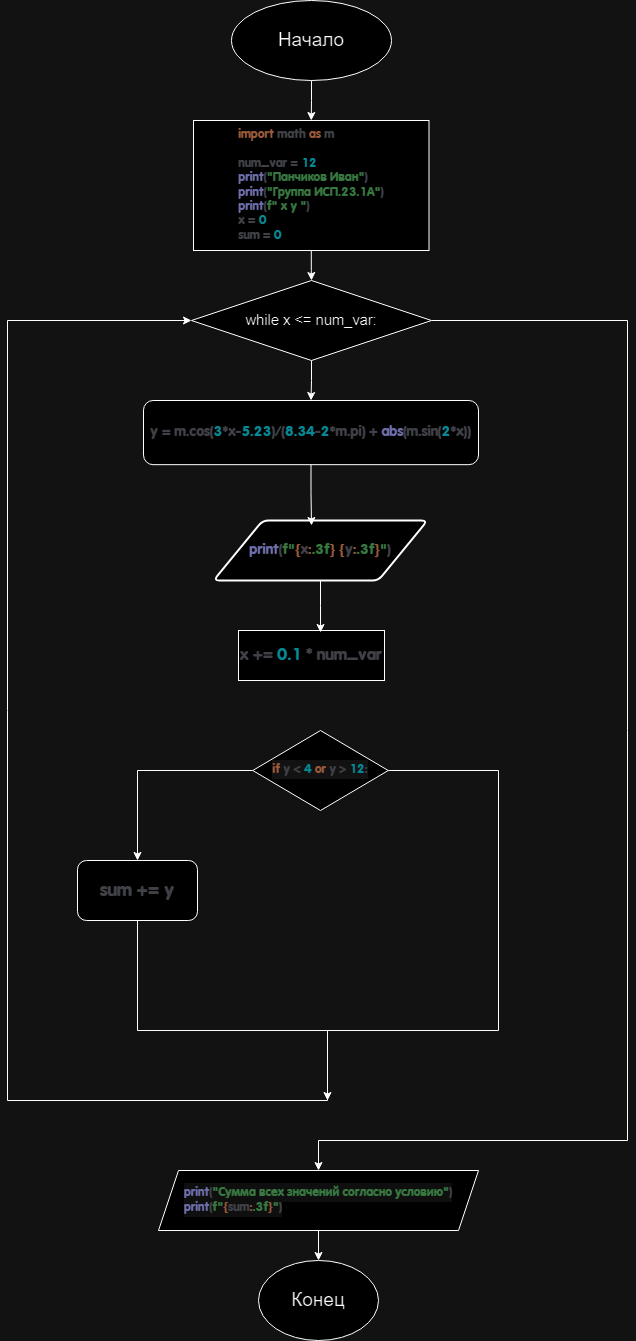 Начало
import math as m
num_var = 12
print("Панчиков Иван")
print("Группа ИСП.23.1А")
print(f" x y ")
x = 0
sum = 0
while x <= num_var:
y = m.cos(3*x-5.23)/(8.34-2*m.pi) + abs(m.sin(2*x))
print(f"{x:.3f} {y:.3f}")
x += 0.1 * num_var
if y < 4 or y > 12:
sum += y
print("Сумма всех значений согласно условию")
print(f"{sum:.3f}")
Конец